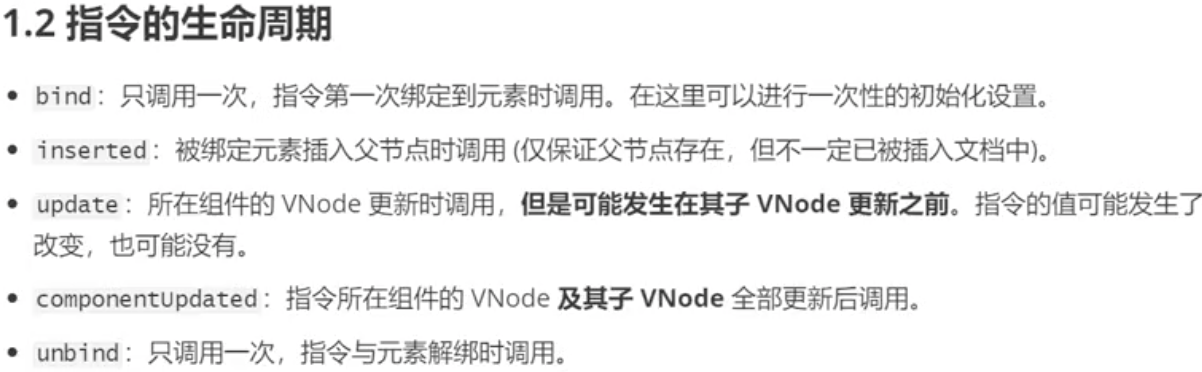 1.2 指令的生命周期
• bind：只调用一次，指令第一次绑定到元素时调用。在这里可以进行一次性的初始化设置。
• inserted：被绑定元素插入父节点时调用 (仅保证父节点存在，但不一定已被插入文档中)。
• update：所在组件的 VNode 更新时调用，但是可能发生在其子 VNode 更新之前。指令的值可能发生了
改变，也可能没有。
• componentUpdated：指令所在组件的 VNode 及其子 VNode 全部更新后调用。
• unbind：只调用一次，指令与元素解绑时调用。